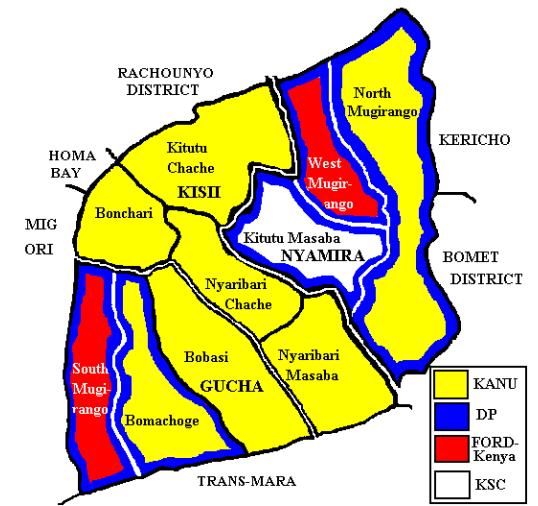 RACHOUNYO
DISTRICT
North
Mugirango
KERICHO
Kitutu
Chache
KISII
HOMA
BAY
West
Mugir-
ango
Bonchari
MIG
ORI
Kitutu Masaba
NYAMIRA
BOMET
DISTRICT
Nyaribari
Chache
Nyaribari
Masaba
Bobasi
GUCHA
South
Mugi-
rango
Bomachoge
TRANS-MARA
KANU
DP
FORD-
Kenya
KSC